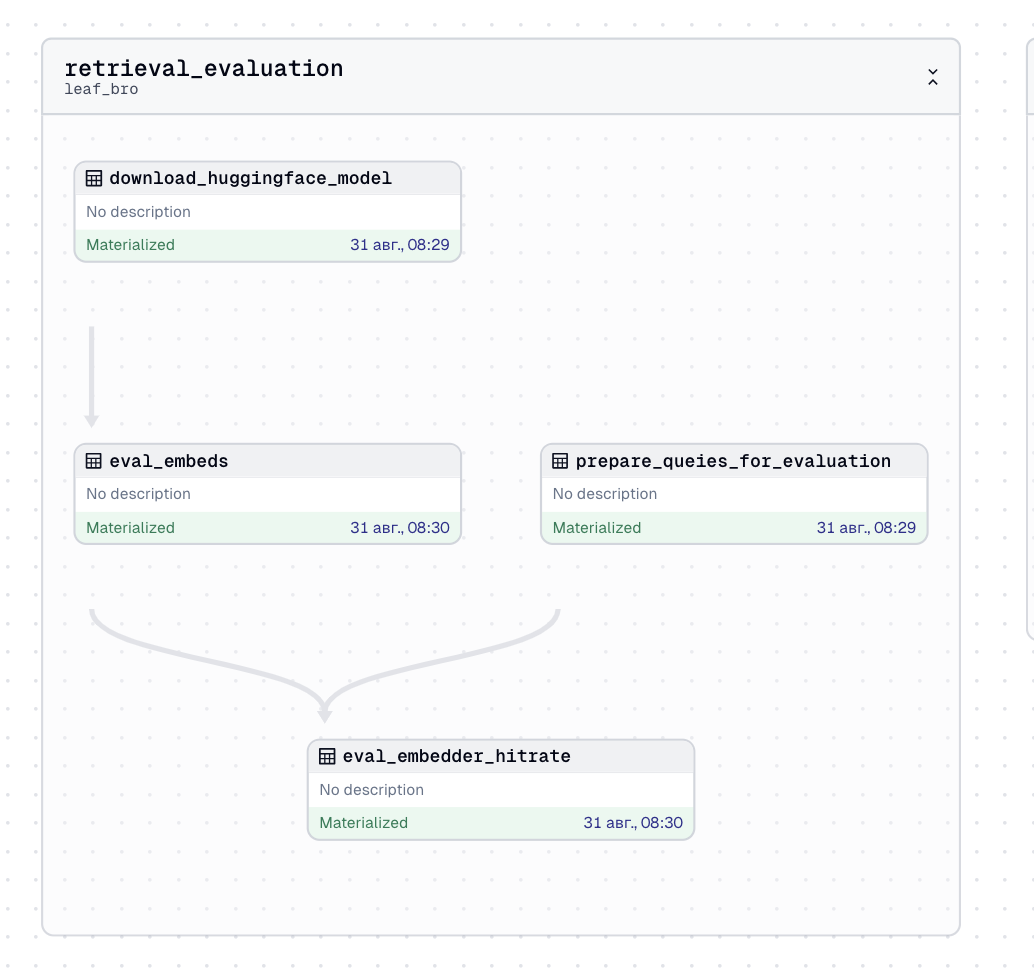 retrieval_evaluation
leaf_bro
download_huggingface_model
No description
Materialized 31 авг., 08:29
eval_embeds
No description
Materialized 31 авг., 08:30
prepare_queies_for_evaluation
No description
Materialized 31 авг., 08:29
eval_embedder_hitrate
No description
Materialized 31 авг., 08:30